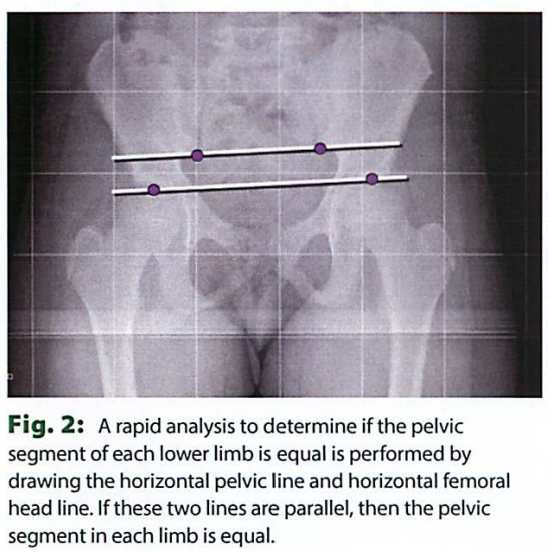 Fig. 2: A rapid analysis to determine if the pelvic
segment of each lower limb is equal is performed by
drawing the horizontal pelvic line and horizontal femoral
head line. If these two lines are parallel, then the pelvic
segment in each limb is equal.